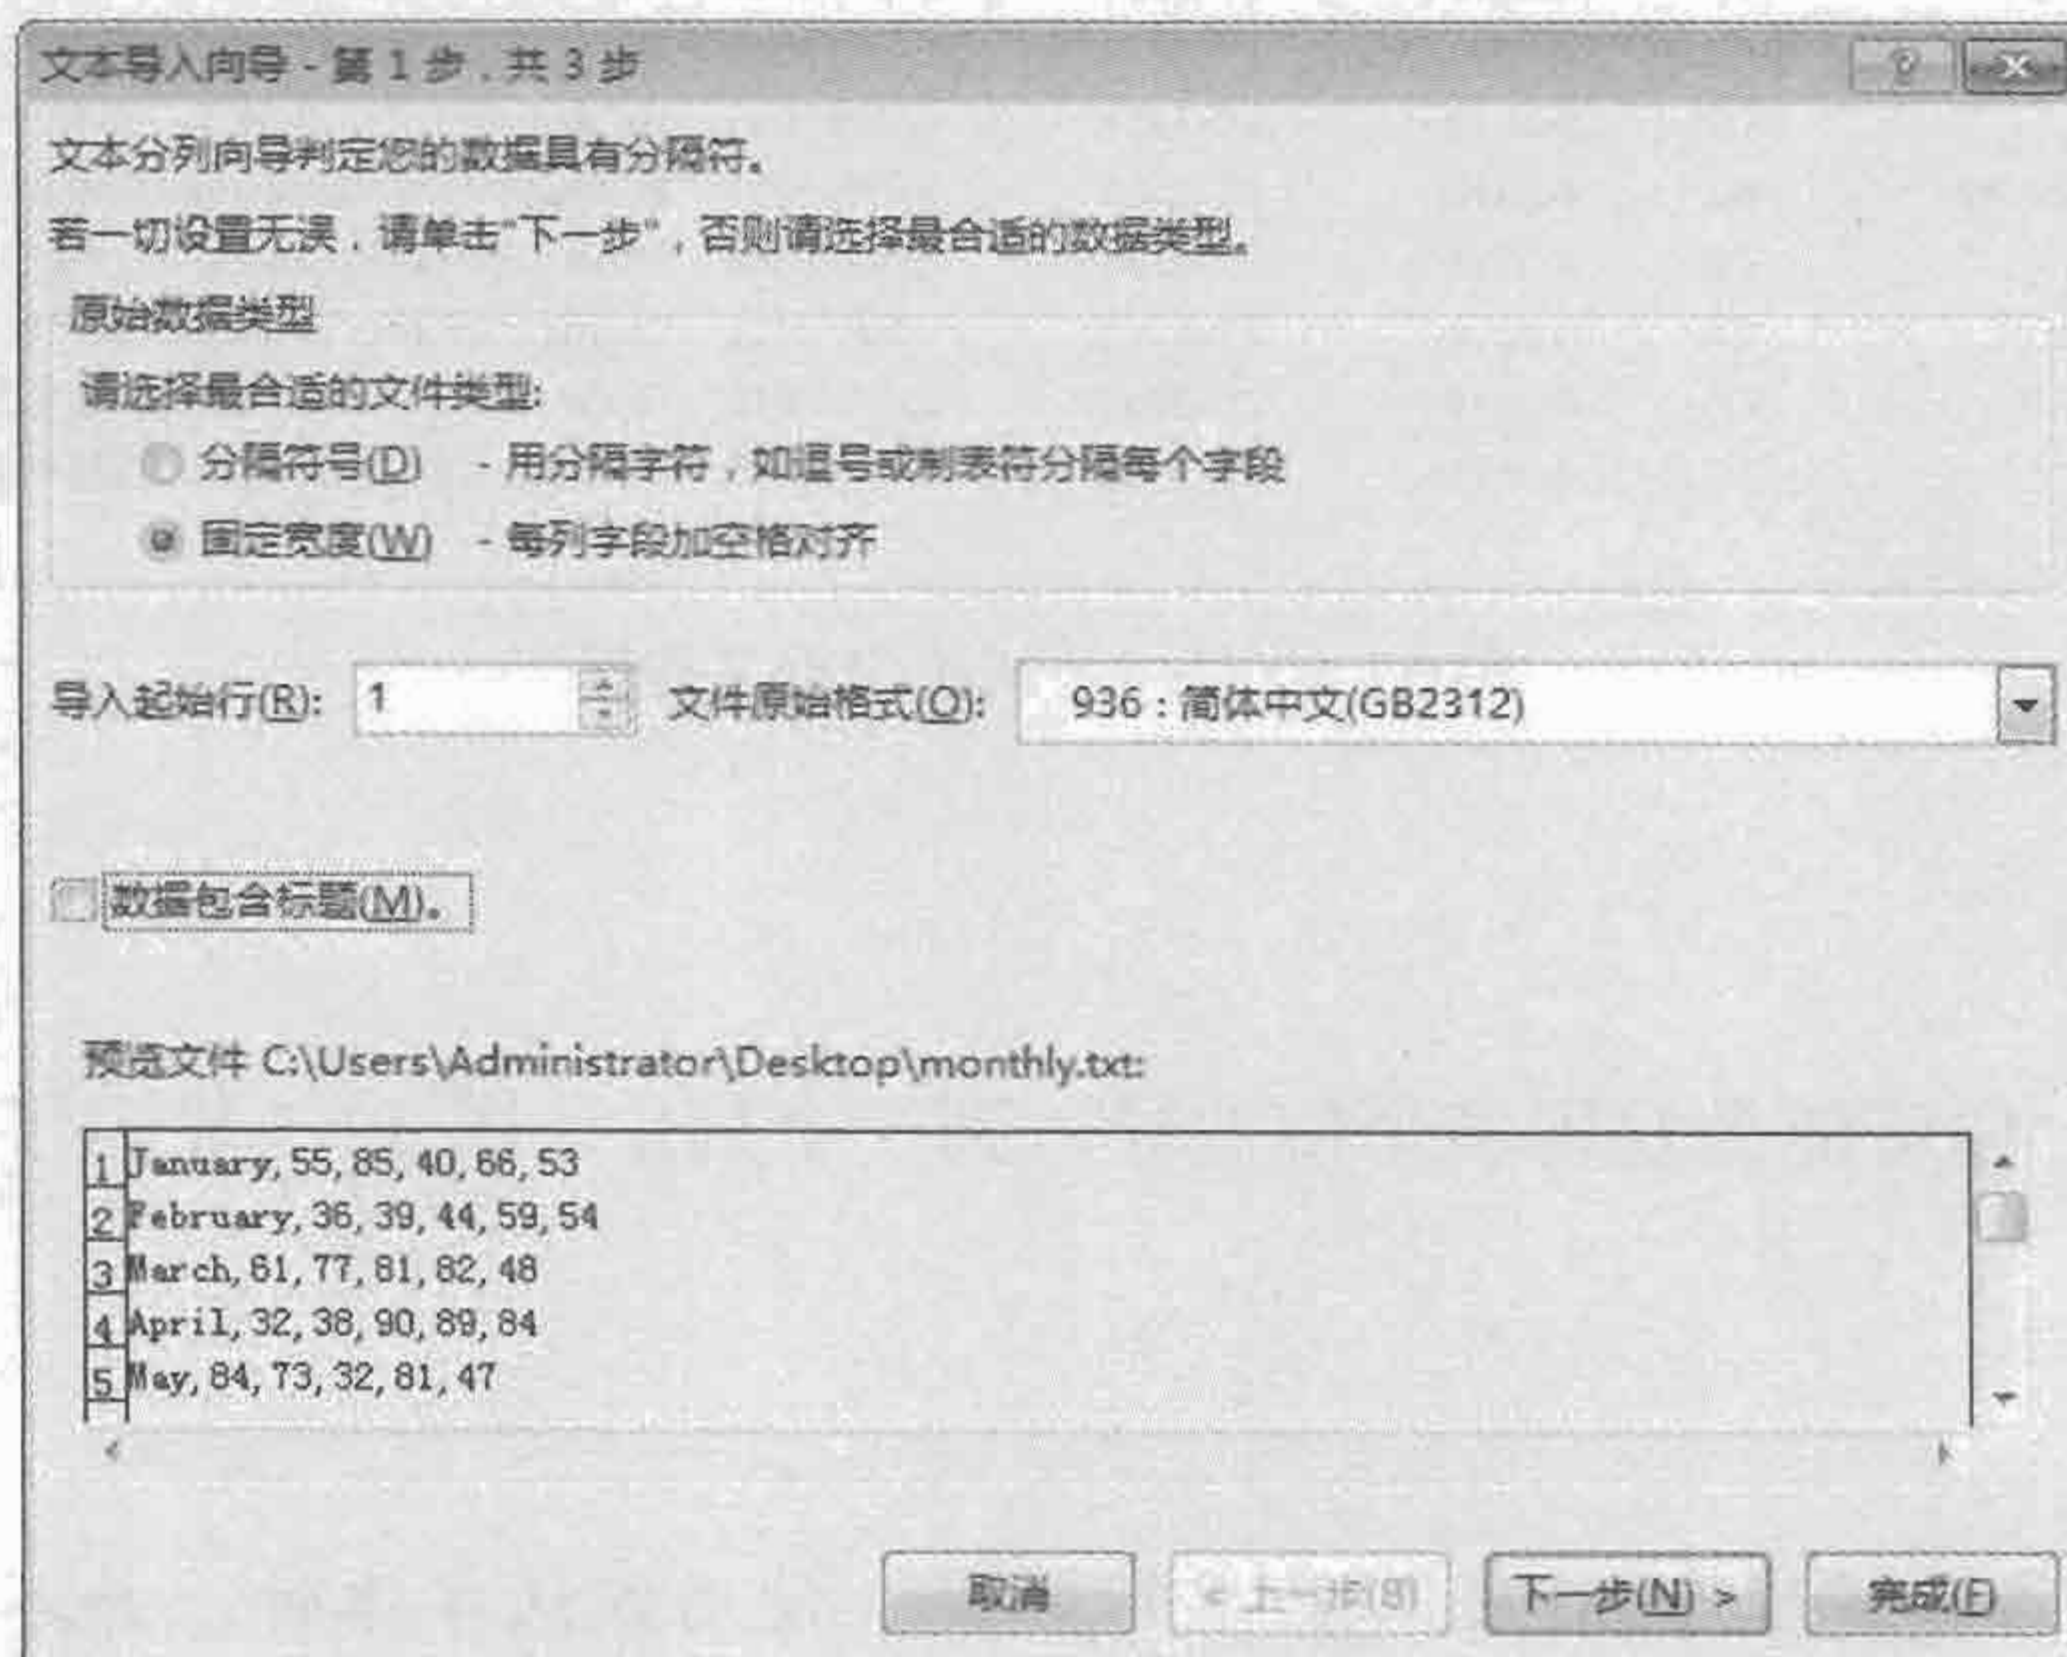 文本导入向导 - 第 1 步，共 3 步
文本分列向导判定您的数据具有分隔符。
若一切设置无误，请单击"下一步"，否则请选择最合适的数据类型。
原始数据类型
请选择最合适的文件类型:
分隔符号(D) - 用分隔字符，如逗号或制表符分隔每个字段
固定宽度(W) - 每列字段加空格对齐
导入起始行(R): 1 文件原始格式(O): 936 : 简体中文(GB2312)
数据包含标题(M)。
预览文件 C:\Users\Administrator\Desktop\monthly.txt:
1 January,55,85,40,66,53
2 February,36,39,44,59,54
3 March,61,77,81,82,48
4 April,32,38,90,89,84
5 May,84,73,32,81,47
取消 < 上一步(B) 下一步(N) > 完成(F)